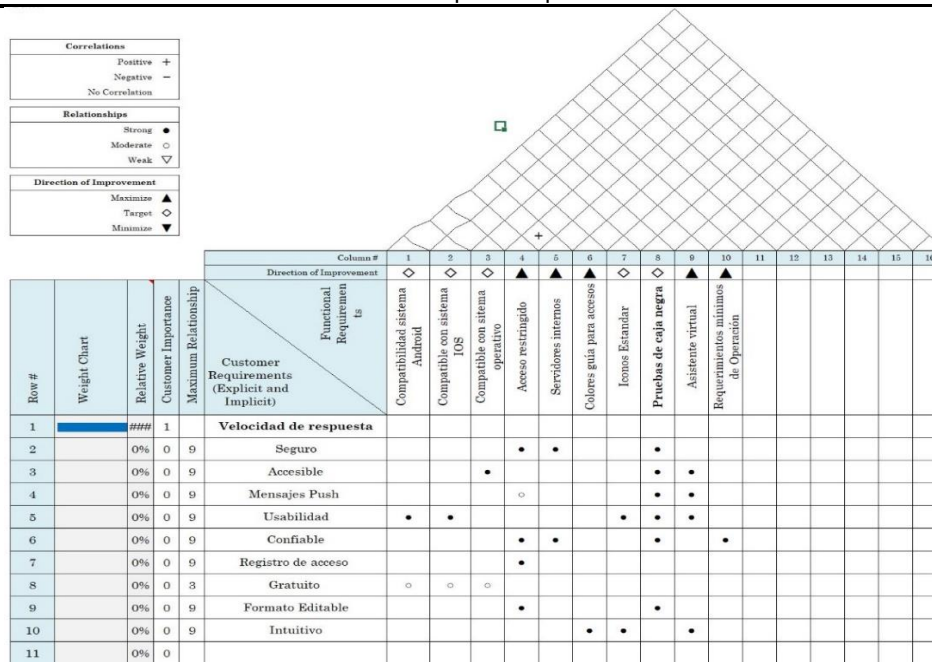 Correlations
Positive +
Negative −
No Correlation
Relationships
Strong ●
Moderate ○
Weak ▽
Direction of Improvement
Maximize ▲
Target ◇
Minimize ▼
+
Column # 1 2 3 4 5 6 7 8 9 10 11 12 13 14 15 16
Direction of Improvement ◇ ◇ ◇ ▲ ▲ ▲ ◇ ◇ ▲ ▲
Row #
Weight Chart
Relative Weight
Customer Importance
Maximum Relationship
Functional
Requiremen
ts
Customer
Requirements
(Explicit and
Implicit)
Compatibilidad sistema
Android
Compatible con sistema
IOS
Compatible con sitema
operativo
Acceso restringido
Servidores internos
Colores guia para accesos
Iconos Estandar
Pruebas de caja negra
Asistente virtual
Requerimientos minimos
de Operación
1 ### 1 Velocidad de respuesta
2 0% 0 9 Seguro ● ● ●
3 0% 0 9 Accesible ● ● ●
4 0% 0 9 Mensajes Push ○ ● ●
5 0% 0 9 Usabilidad ● ● ● ● ●
6 0% 0 9 Confiable ● ● ● ●
7 0% 0 9 Registro de acceso ●
8 0% 0 3 Gratuito ○ ○ ○
9 0% 0 9 Formato Editable ● ●
10 0% 0 9 Intuitivo ● ● ●
11 0% 0